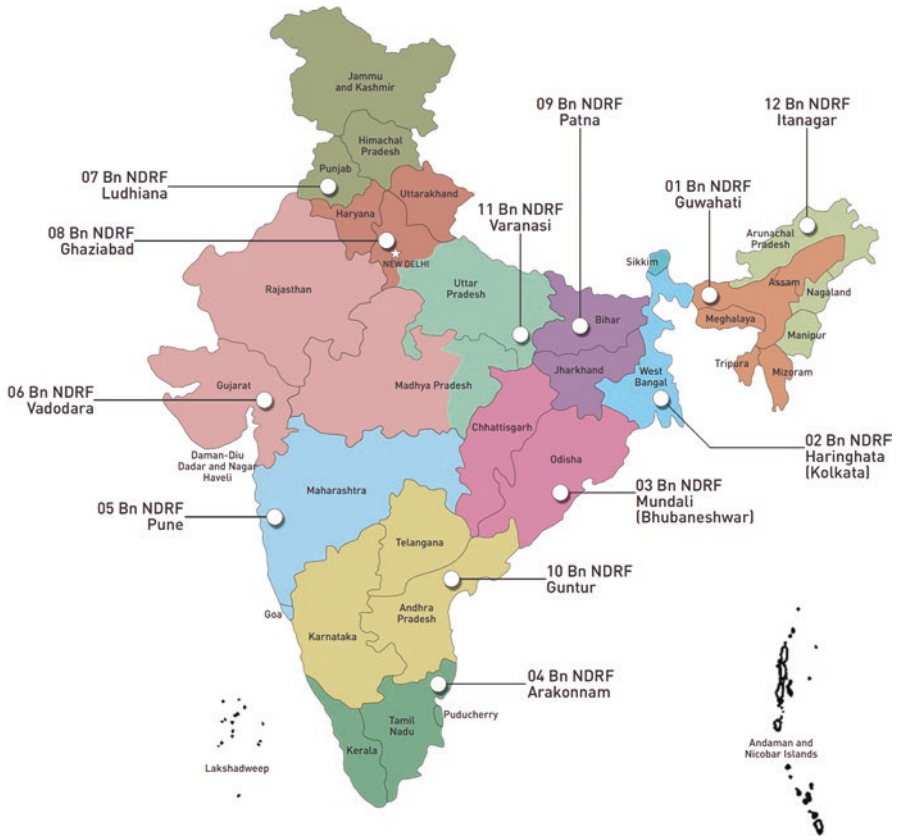 Jammu
and Kashmir
09 Bn NDRF
Patna
12 Bn NDRF
Itanagar
Himachal
Pradesh
07 Bn NDRF
Ludhiana
Punjab
Uttarakhand
01 Bn NDRF
Guwahati
Haryana
11 Bn NDRF
Varanasi
08 Bn NDRF
Ghaziabad
NEW DELHI
Arunachal
Pradesh
Sikkim
Assam
Rajasthan
Uttar
Pradesh
Nagaland
Bihar
Meghalaya
Manipur
Tripura
Mizoram
Jharkhand
West
Bangal
06 Bn NDRF
Vadodara
Gujarat
Madhya Pradesh
Chhattisgarh
02 Bn NDRF
Haringhata
(Kolkata)
Daman-Diu
Dadar and Nagar
Haveli
Odisha
Maharashtra
03 Bn NDRF
Mundali
(Bhubaneshwar)
05 Bn NDRF
Pune
Telangana
10 Bn NDRF
Guntur
Goa
Andhra
Pradesh
Karnataka
04 Bn NDRF
Arakonnam
Puducherry
Tamil
Nadu
Kerala
Lakshadweep
Andaman and
Nicobar Islands